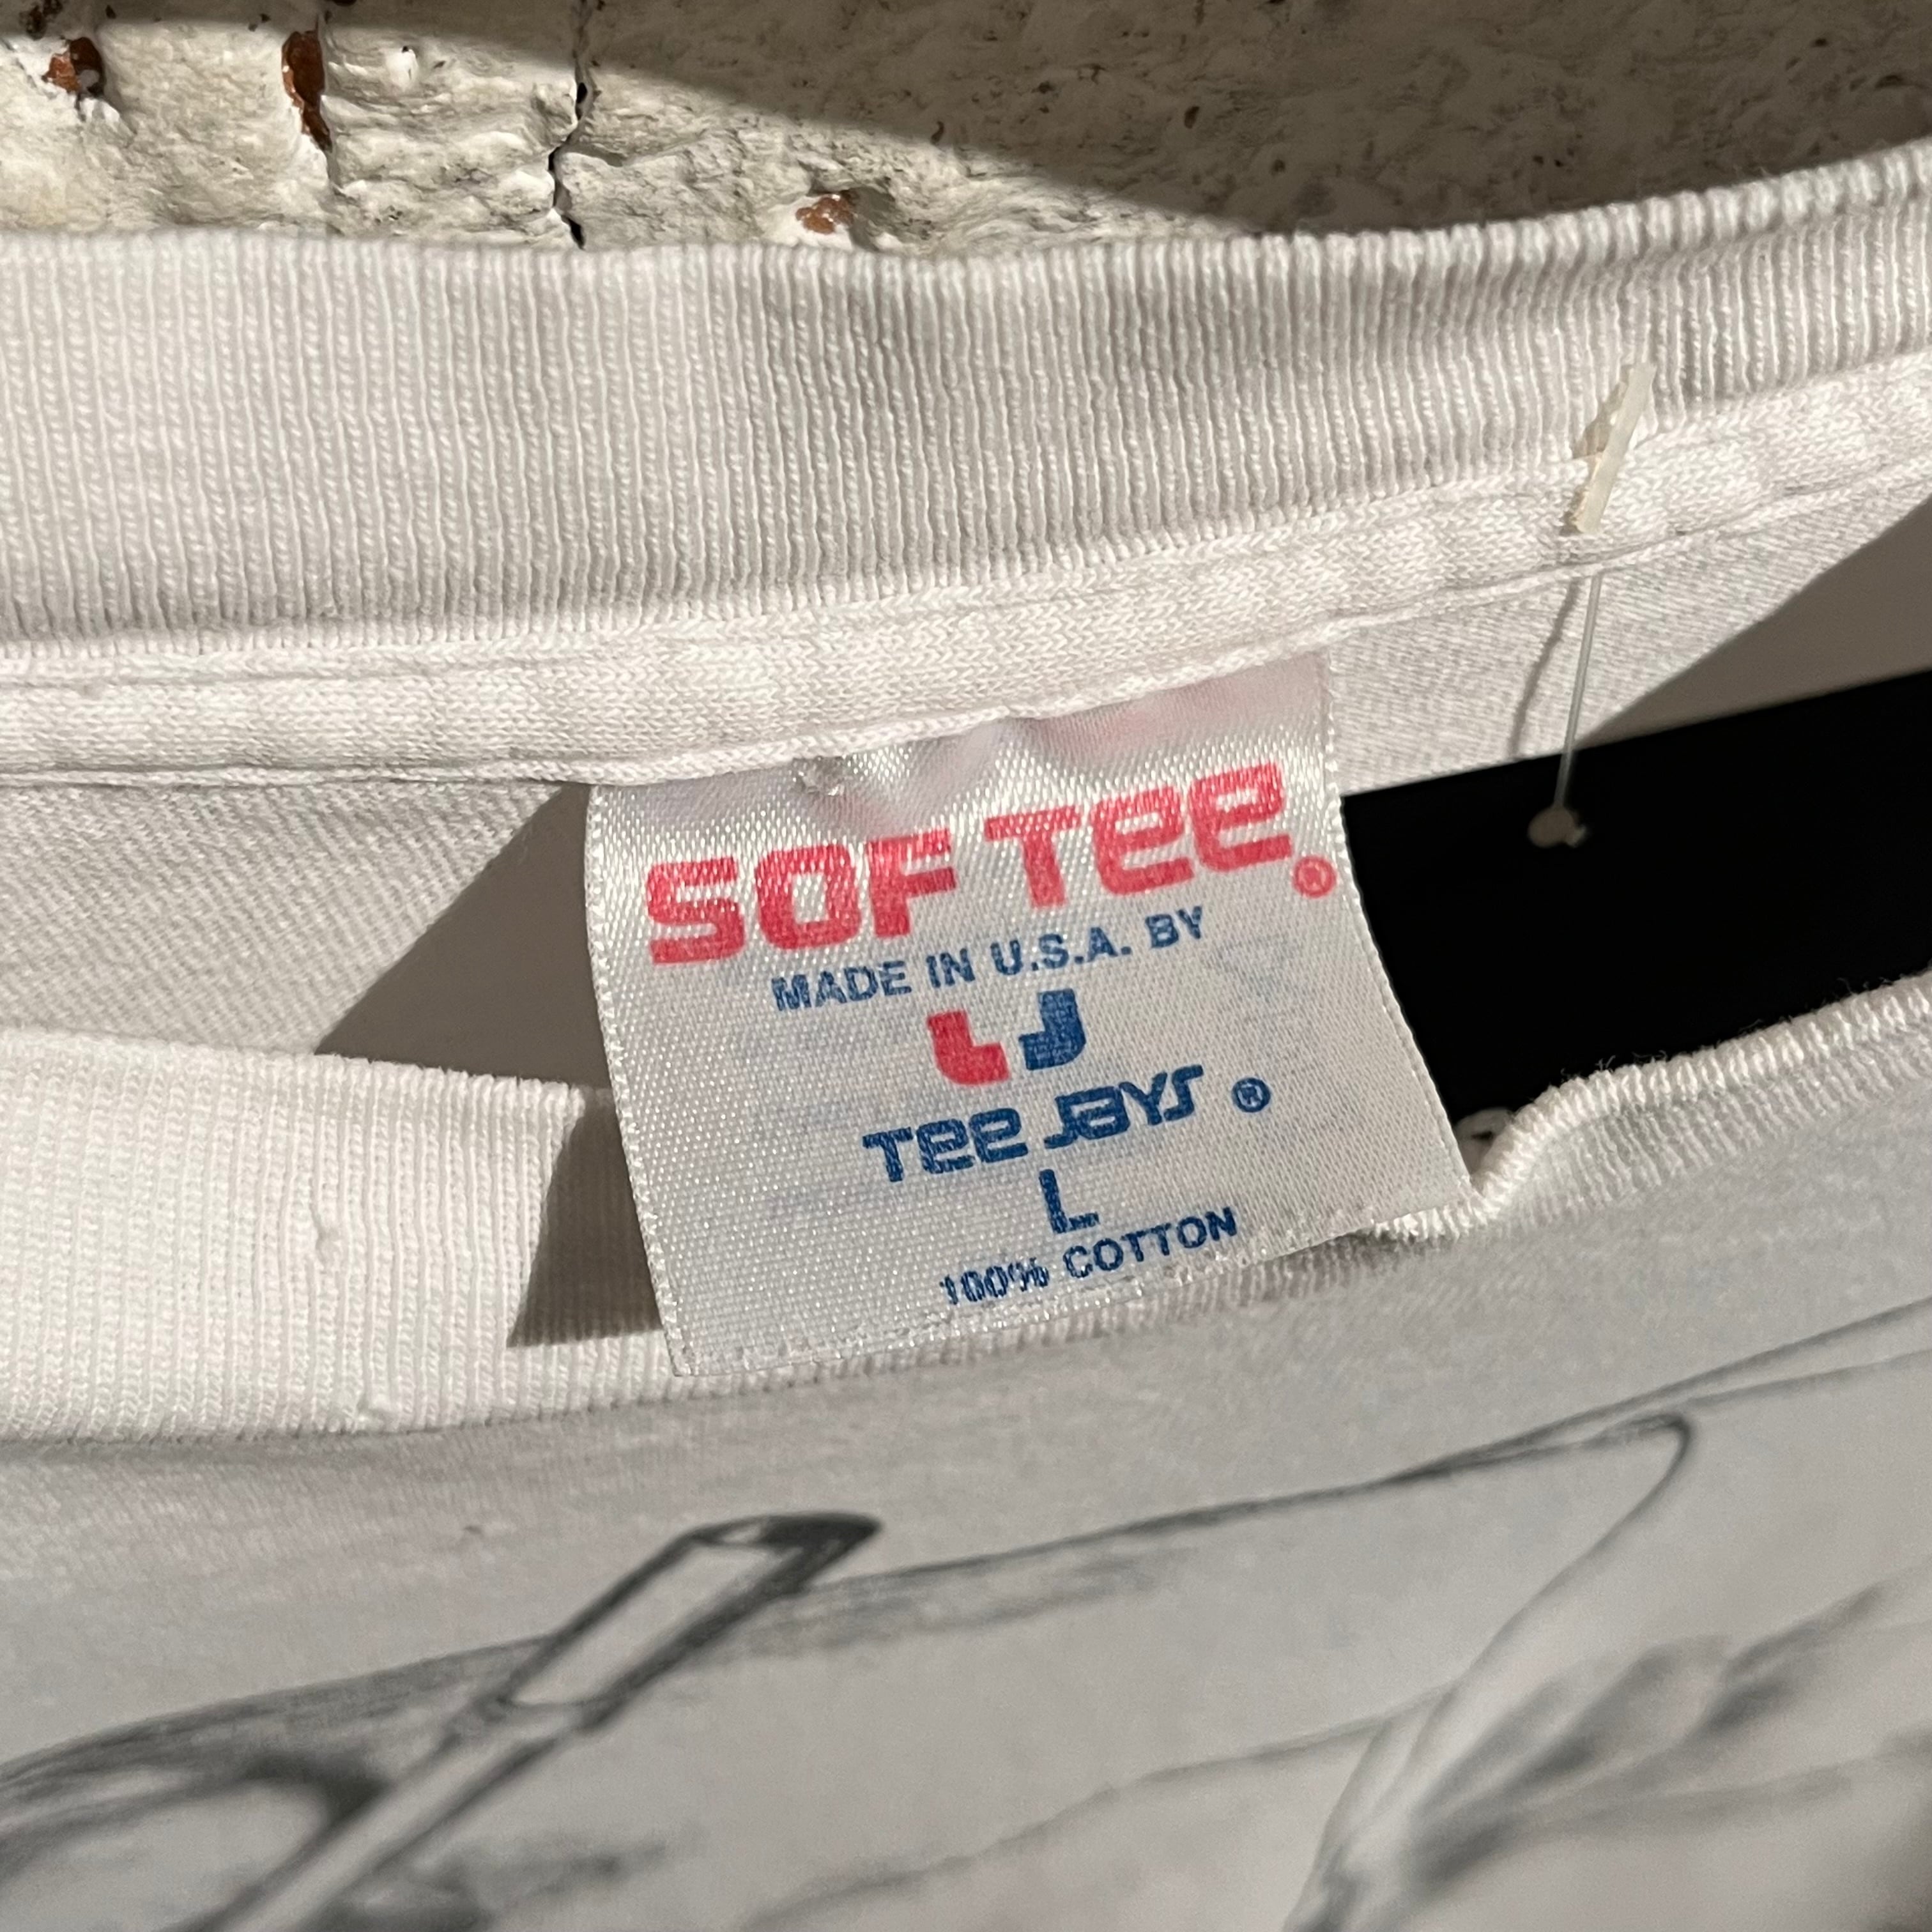 SOF TEE®
MADE IN U.S.A. BY
TEE JAYS ®
L
100% COTTON